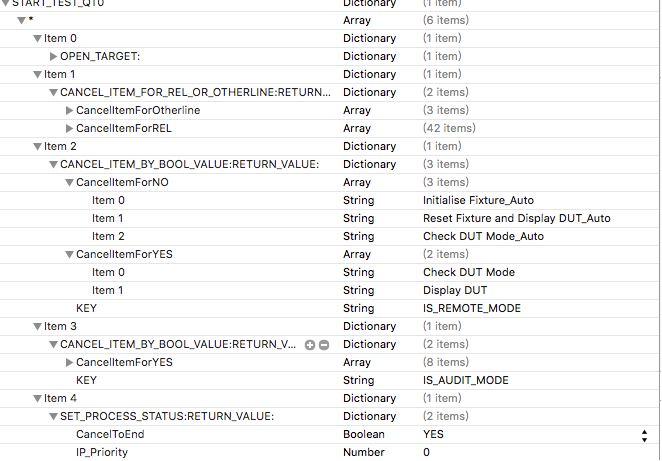 START_TEST_QT0 Dictionary (1 item)
* Array (6 items)
Item 0 Dictionary (1 item)
OPEN_TARGET: Dictionary (1 item)
Item 1 Dictionary (1 item)
CANCEL_ITEM_FOR_REL_OR_OTHERLINE:RETURN... Dictionary (2 items)
CancelItemForOtherline Array (3 items)
CancelItemForREL Array (42 items)
Item 2 Dictionary (1 item)
CANCEL_ITEM_BY_BOOL_VALUE:RETURN_VALUE: Dictionary (3 items)
CancelItemForNO Array (3 items)
Item 0 String Initialise Fixture_Auto
Item 1 String Reset Fixture and Display DUT_Auto
Item 2 String Check DUT Mode_Auto
CancelItemForYES Array (2 items)
Item 0 String Check DUT Mode
Item 1 String Display DUT
KEY String IS_REMOTE_MODE
Item 3 Dictionary (1 item)
CANCEL_ITEM_BY_BOOL_VALUE:RETURN_V... Dictionary (2 items)
CancelItemForYES Array (8 items)
KEY String IS_AUDIT_MODE
Item 4 Dictionary (1 item)
SET_PROCESS_STATUS:RETURN_VALUE: Dictionary (2 items)
CancelToEnd Boolean YES
IP_Priority Number 0